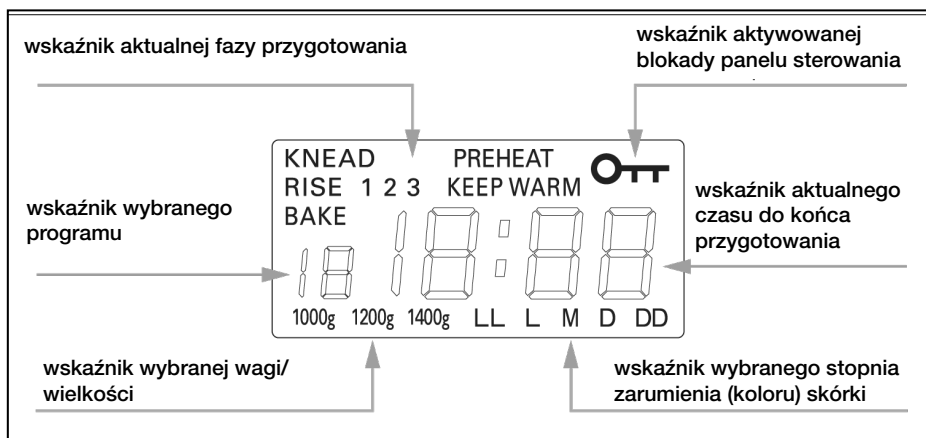 wskaźnik aktualnej fazy przygotowania
wskaźnik aktywowanej
blokady panelu sterowania
KNEAD PREHEAT
RISE 1 2 3 KEEP WARM
BAKE
wskaźnik wybranego
programu
wskaźnik aktualnego
czasu do końca
przygotowania
18 18:88
1000g 1200g 1400g LL L M D DD
wskaźnik wybranej wagi/
wielkości
wskaźnik wybranego stopnia
zarumienia (koloru) skórki